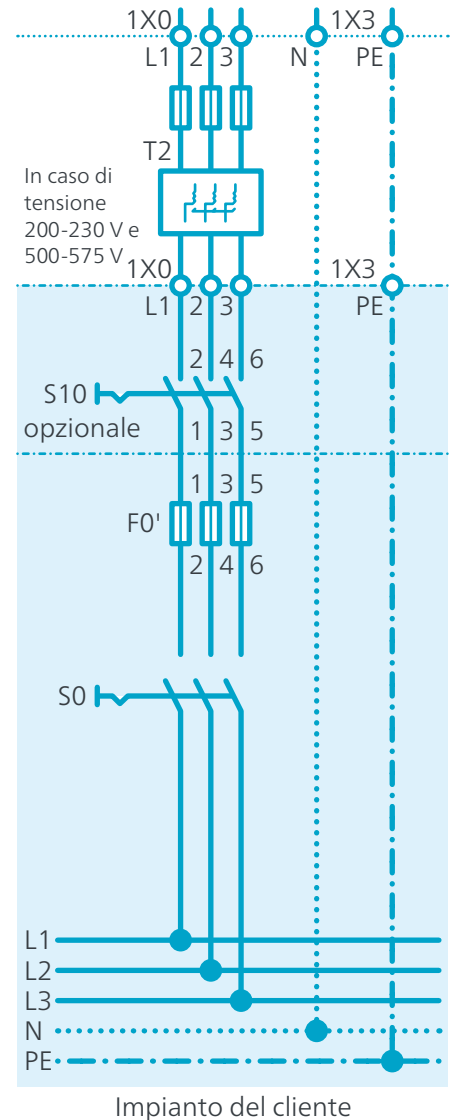 1X0 1X3
L1 2 3 N PE
T2
In caso di
tensione
200-230 V e
500-575 V
1X0 1X3
L1 2 3 PE
2 4 6
S10
opzionale
1 3 5
1 3 5
F0'
2 4 6
S0
L1
L2
L3
N
PE
Impianto del cliente